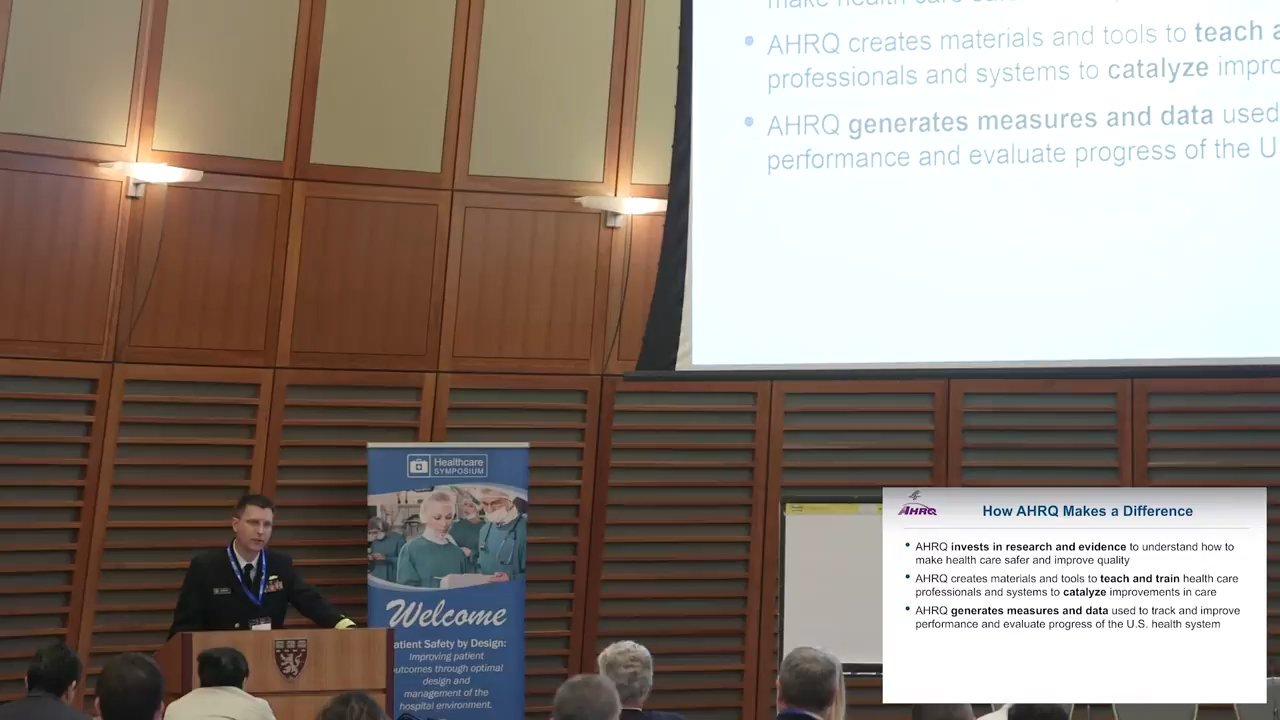 make health care
AHRQ creates materials and tools to teach
professionals and systems to catalyze
AHRQ generates measures and data used
performance and evaluate progress of the U
Healthcare
SYMPOSIUM
Welcome
atient Safety by Design:
Improving patient
utcomes through optimal
design and
management of the
hospital environment.
AHRQ
How AHRQ Makes a Difference
• AHRQ invests in research and evidence to understand how to
make health care safer and improve quality
• AHRQ creates materials and tools to teach and train health care
professionals and systems to catalyze improvements in care
• AHRQ generates measures and data used to track and improve
performance and evaluate progress of the U.S. health system